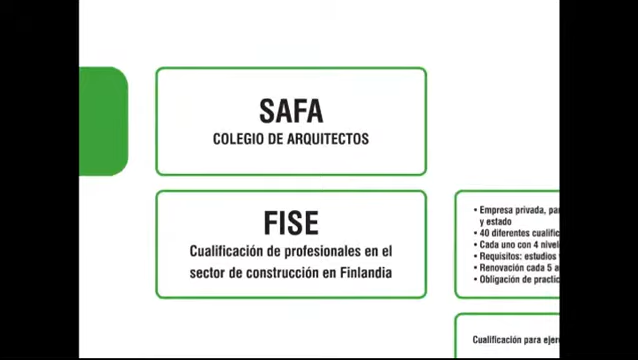 SAFA
COLEGIO DE ARQUITECTOS
FISE
Cualificación de profesionales en el
sector de construcción en Finlandia
• Empresa privada,
y estado
• 40 diferentes
• Cada uno con 4
• Requisitos: estudios
• Renovación cada 5
• Obligación de
Cualificación para